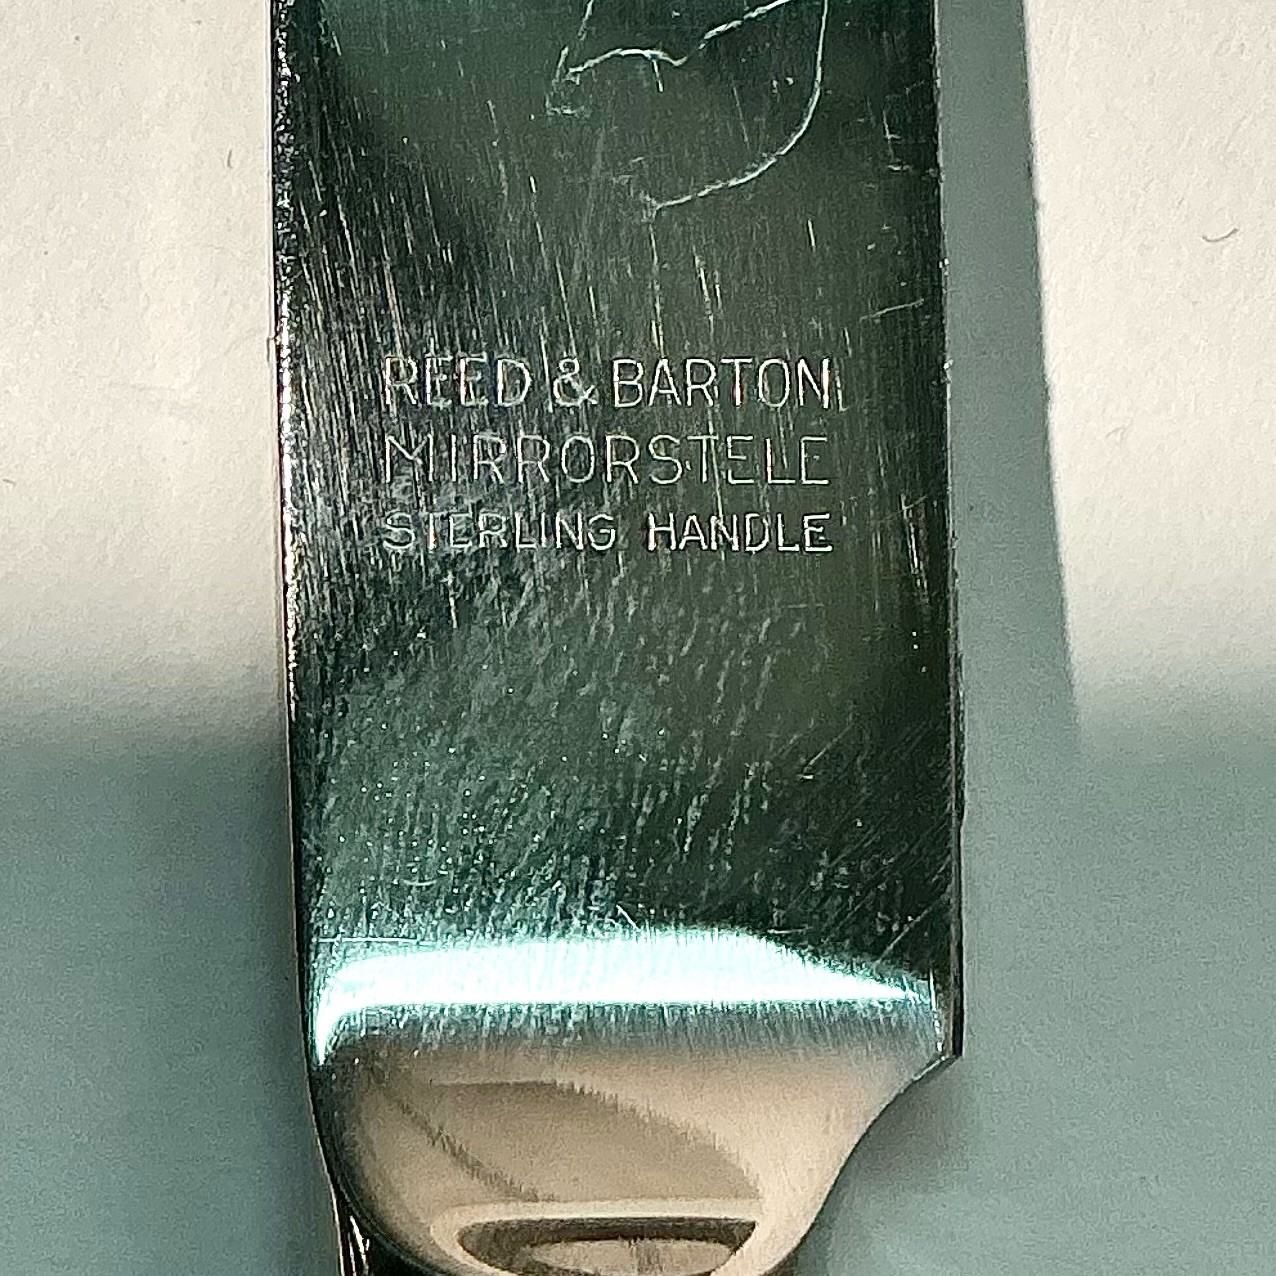 REED & BARTON
MIRRORSTELE
STERLING HANDLE